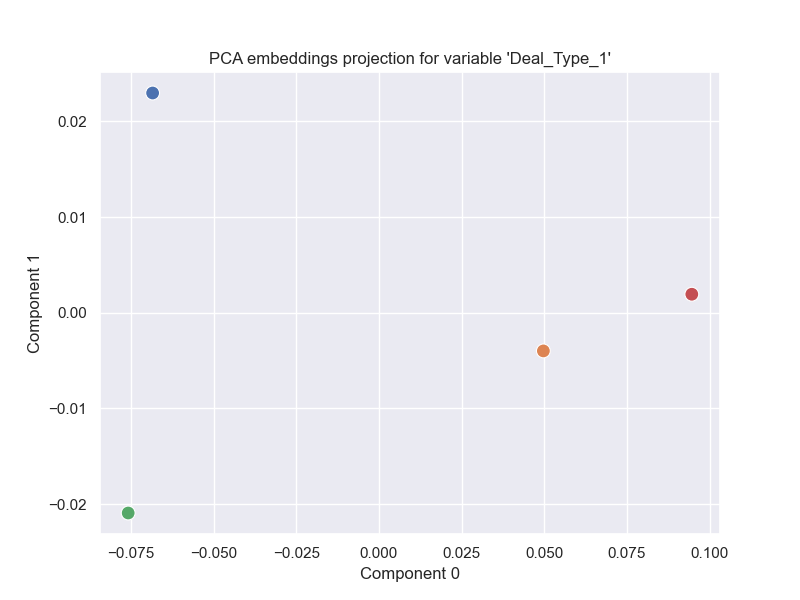 PCA embeddings projection for variable 'Deal_Type_1'
0.02
0.01
0.00
−0.01
−0.02
Component 1
−0.075 −0.050 −0.025 0.000 0.025 0.050 0.075 0.100
Component 0